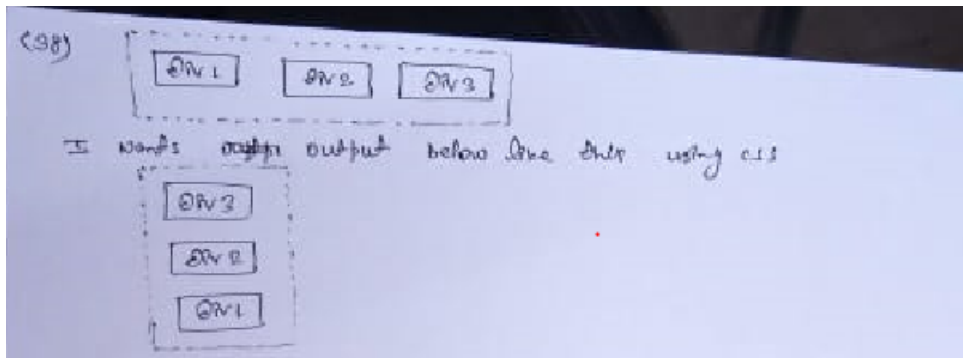 (98)
Div 1 Div 2 Div 3
I wants output below like this using css
Div 3
Div 2
Div 1